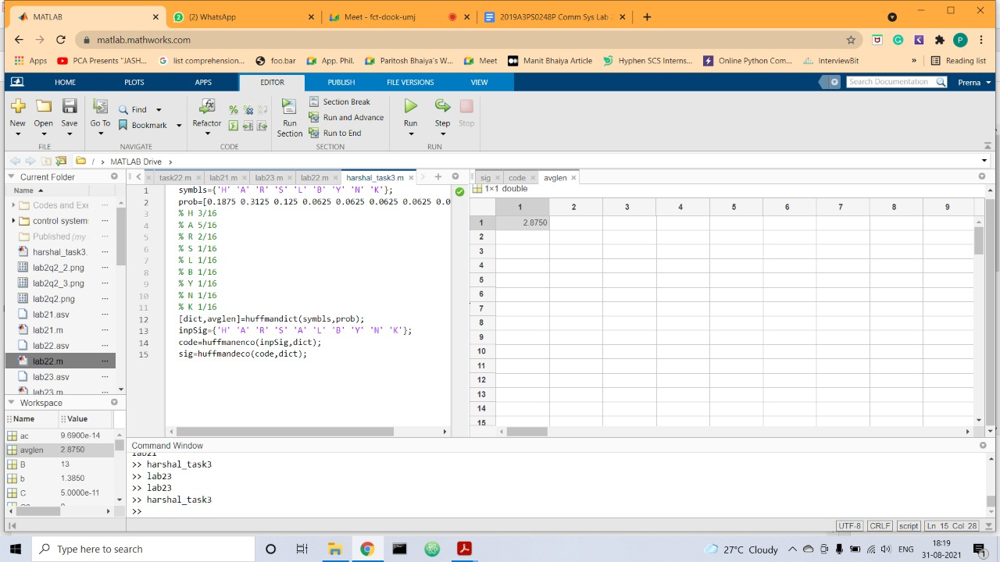 MATLAB
(2) WhatsApp
Meet - fct-dook-umj
2019A3PS0248P Comm Sys Lab
matlab.mathworks.com
Apps
PCA Presents "JASH...
list comprehension...
foo.bar
App. Phil.
Paritosh Bhaiya's W...
Meet
Manit Bhaiya Article
Hyphen SCS Interns...
Online Python Com...
InterviewBit
»
Reading list
HOME
PLOTS
APPS
EDITOR
PUBLISH
FILE VERSIONS
VIEW
Search Documentation
Prerna
New
Open
Save
Go To
Find
Bookmark
Refactor
Run Section
Section Break
Run and Advance
Run to End
Run
Step
Stop
FILE
NAVIGATE
CODE
SECTION
RUN
/ > MATLAB Drive >
Current Folder
Name
Codes and Exe
control system
Published (my
harshal_task3.
lab2q2_2.png
lab2q2_3.png
lab2q2.png
lab21.asv
lab21.m
lab22.asv
lab22.m
lab23.asv
lab23.m
Workspace
Name Value
ac 9.6900e-14
avglen 2.8750
B 13
b 1.3850
C 5.0000e-11
task22.m
lab21.m
lab23.m
lab22.m
harshal_task3.m
1 symbls={'H' 'A' 'R' 'S' 'L' 'B' 'Y' 'N' 'K'};
2 prob=[0.1875 0.3125 0.125 0.0625 0.0625 0.0625 0.0625 0.0
3 % H 3/16
4 % A 5/16
5 % R 2/16
6 % S 1/16
7 % L 1/16
8 % B 1/16
9 % Y 1/16
10 % N 1/16
11 % K 1/16
12 [dict,avglen]=huffmandict(symbls,prob);
13 inpSig={'H' 'A' 'R' 'S' 'A' 'L' 'B' 'Y' 'N' 'K'};
14 code=huffmanenco(inpSig,dict);
15 sig=huffmandeco(code,dict);
sig
code
avglen
1×1 double
1 2 3 4 5 6 7 8 9
1 2.8750
2
3
4
5
6
7
8
9
10
11
12
13
14
15
Command Window
lab21
>> harshal_task3
>> lab23
>> lab23
>> harshal_task3
>>
UTF-8
CRLF
script
Ln 15 Col 28
Type here to search
27°C Cloudy
ENG
18:19
31-08-2021
1